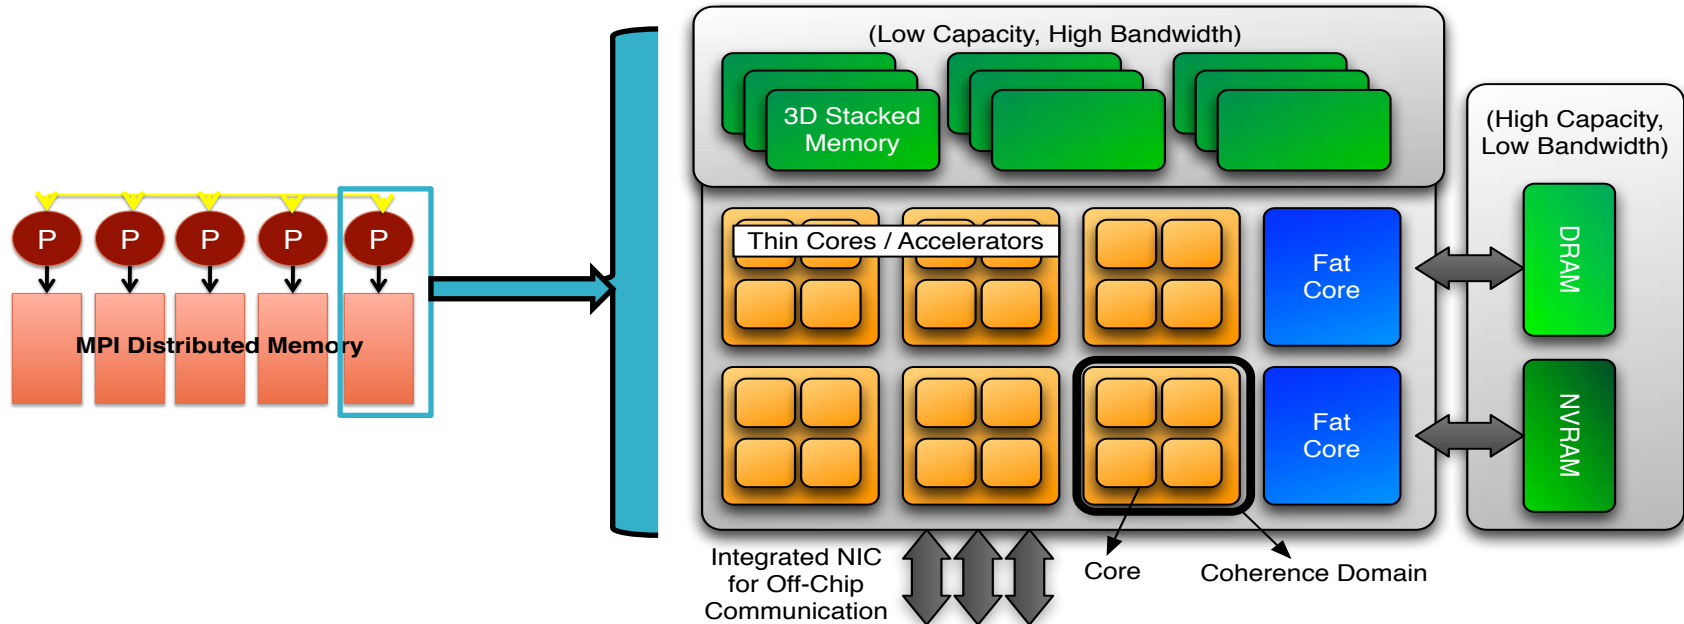 P
P
P
P
P
MPI Distributed Memory
(Low Capacity, High Bandwidth)
3D Stacked
Memory
(High Capacity,
Low Bandwidth)
Thin Cores / Accelerators
Fat
Core
DRAM
Fat
Core
NVRAM
Integrated NIC
for Off-Chip
Communication
Core
Coherence Domain